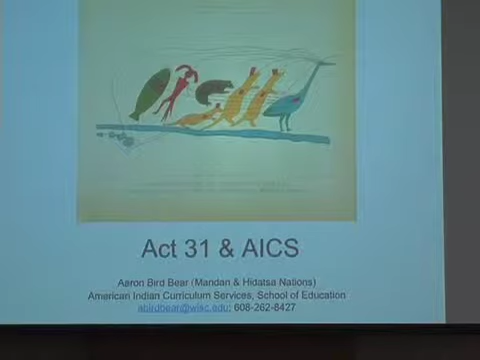 Act 31 & AICS
Aaron Bird Bear (Mandan & Hidatsa Nations)
American Indian Curriculum Services, School of Education
abirdbear@wisc.edu; 608-262-8427